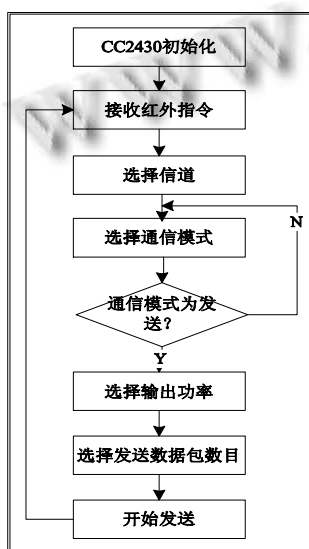 CC2430初始化
接收红外指令
选择信道
N
选择通信模式
通信模式为发
送？
Y
选择输出功率
选择发送数据包数目
开始发送